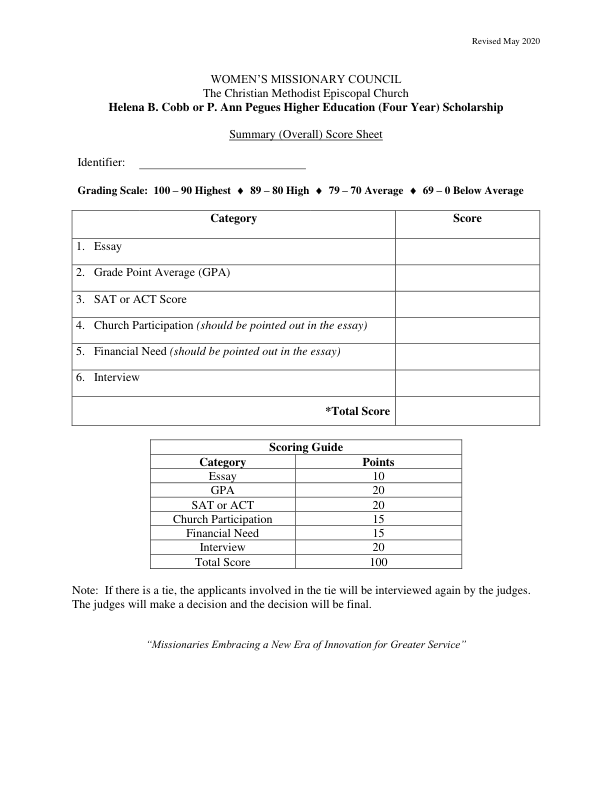 Revised May 2020
WOMEN'S MISSIONARY COUNCIL
The Christian Methodist Episcopal Church
Helena B. Cobb or P. Ann Pegues Higher Education (Four Year) Scholarship
Summary (Overall) Score Sheet
Identifier: ____________________________
Grading Scale: 100 – 90 Highest ♦ 89 – 80 High ♦ 79 – 70 Average ♦ 69 – 0 Below Average
Category Score
1. Essay
2. Grade Point Average (GPA)
3. SAT or ACT Score
4. Church Participation (should be pointed out in the essay)
5. Financial Need (should be pointed out in the essay)
6. Interview
*Total Score
Scoring Guide
Category Points
Essay 10
GPA 20
SAT or ACT 20
Church Participation 15
Financial Need 15
Interview 20
Total Score 100
Note: If there is a tie, the applicants involved in the tie will be interviewed again by the judges.
The judges will make a decision and the decision will be final.
"Missionaries Embracing a New Era of Innovation for Greater Service"